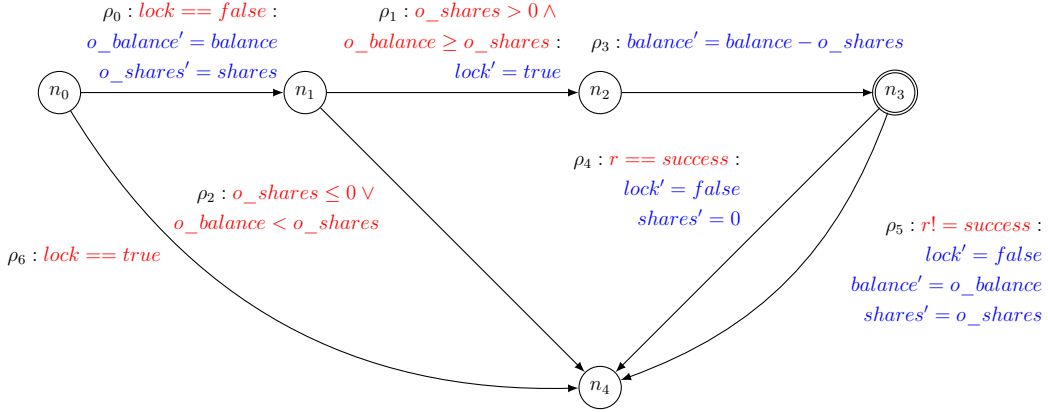 ρ₀ : lock == false :
o_balance′ = balance
o_shares′ = shares
ρ₁ : o_shares > 0 ∧
o_balance ≥ o_shares :
lock′ = true
ρ₃ : balance′ = balance − o_shares
n₀
n₁
n₂
n₃
ρ₂ : o_shares ≤ 0 ∨
o_balance < o_shares
ρ₄ : r == success :
lock′ = false
shares′ = 0
ρ₆ : lock == true
ρ₅ : r! = success :
lock′ = false
balance′ = o_balance
shares′ = o_shares
n₄